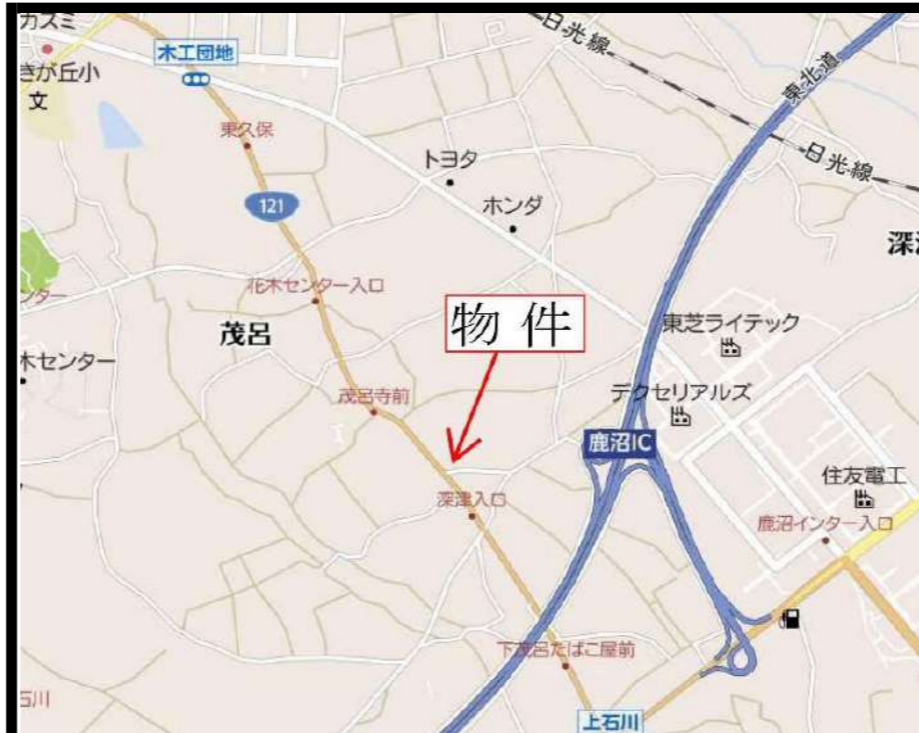 カスミ
木工団地
日光線
東北道
きが丘小
文
東久保
トヨタ
日光線
121
ホンダ
深
花木センター入口
ンター
物件
茂呂
東芝ライテック
木センター
デクセリアルズ
茂呂寺前
鹿沼IC
住友電工
深津入口
鹿沼インター入口
下茂呂たばこ屋前
石川
上石川